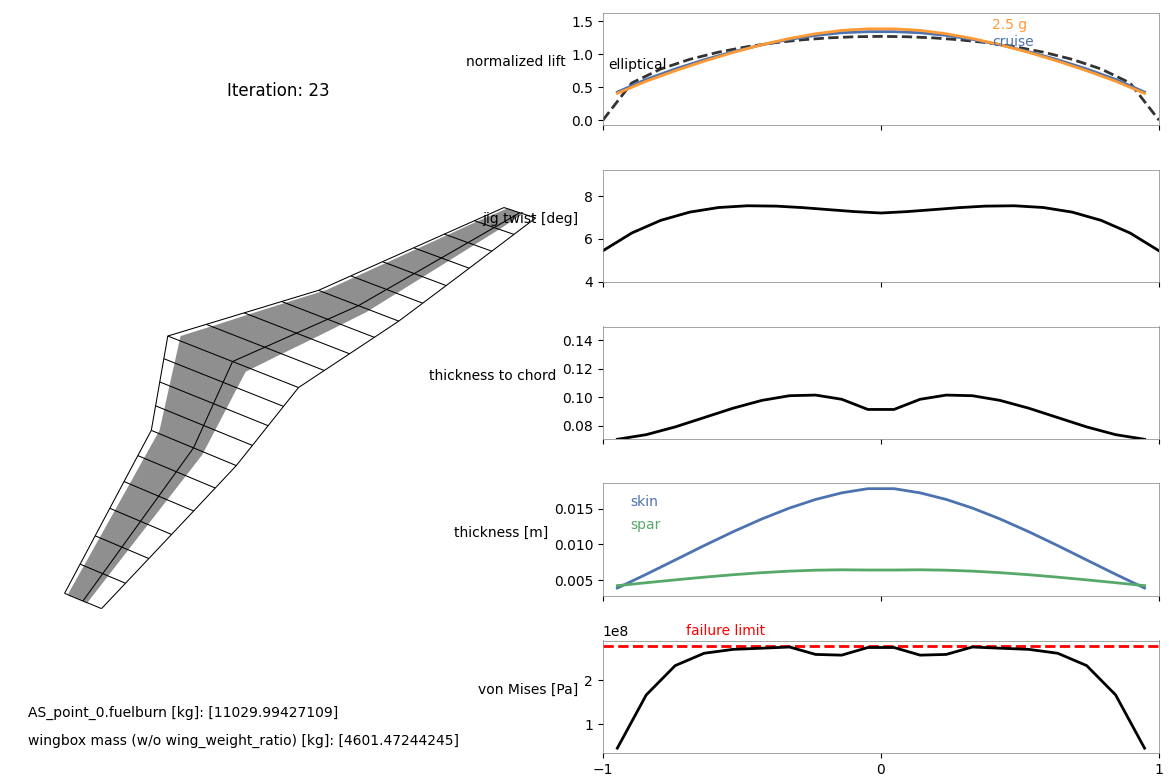 Iteration: 23
AS_point_0.fuelburn [kg]: [11029.99427109]
wingbox mass (w/o wing_weight_ratio) [kg]: [4601.47244245]
normalized lift
1.5
1.0
0.5
0.0
2.5 g
cruise
elliptical
jig twist [deg]
8
6
4
thickness to chord
0.14
0.12
0.10
0.08
thickness [m]
0.015
0.010
0.005
skin
spar
von Mises [Pa]
1e8
failure limit
2
1
−1 0 1